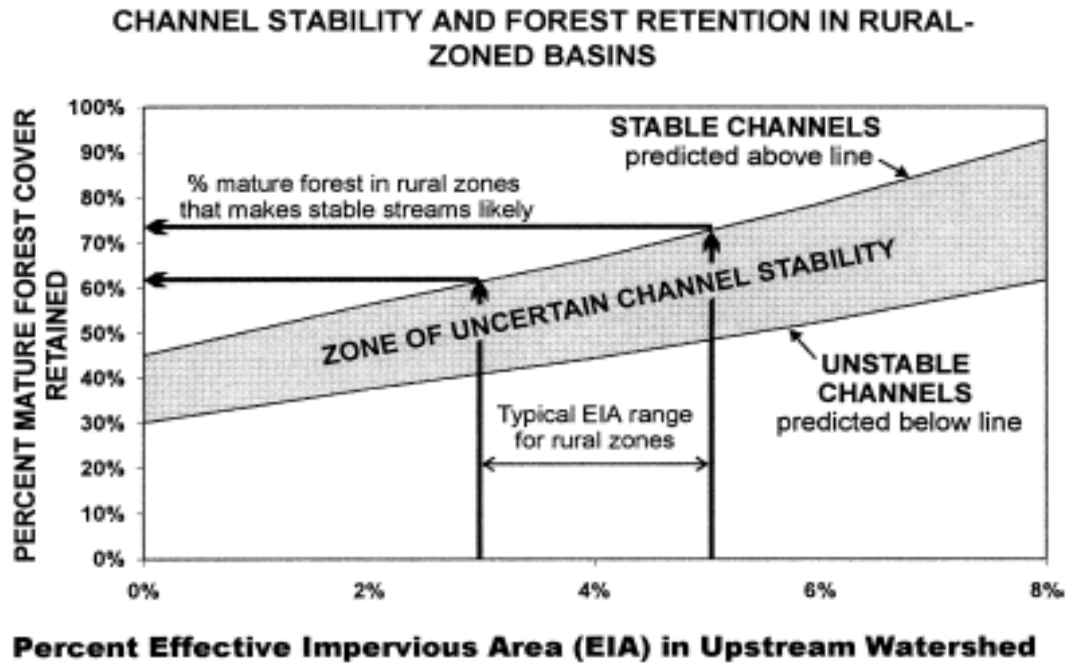 CHANNEL STABILITY AND FOREST RETENTION IN RURAL-
ZONED BASINS
PERCENT MATURE FOREST COVER
RETAINED
100%
90%
80%
70%
60%
50%
40%
30%
20%
10%
0%
STABLE CHANNELS
predicted above line
% mature forest in rural zones
that makes stable streams likely
ZONE OF UNCERTAIN CHANNEL STABILITY
UNSTABLE
CHANNELS
predicted below line
Typical EIA range
for rural zones
0%
2%
4%
6%
8%
Percent Effective Impervious Area (EIA) in Upstream Watershed